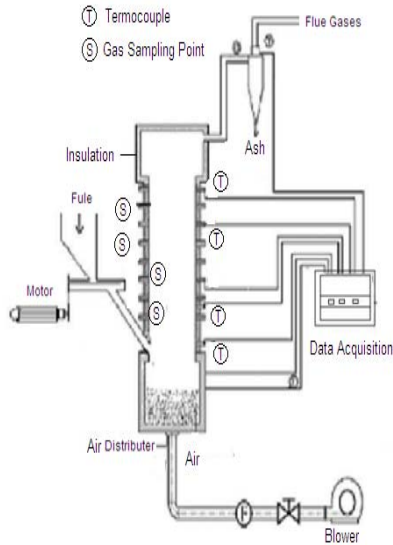 T Termocouple
S Gas Sampling Point
Flue Gases
T
Ash
Insulation
T
Fule
S
S
T
S
Motor
S
T
Data Acquisition
T
Air Distributer
Air
F
Blower